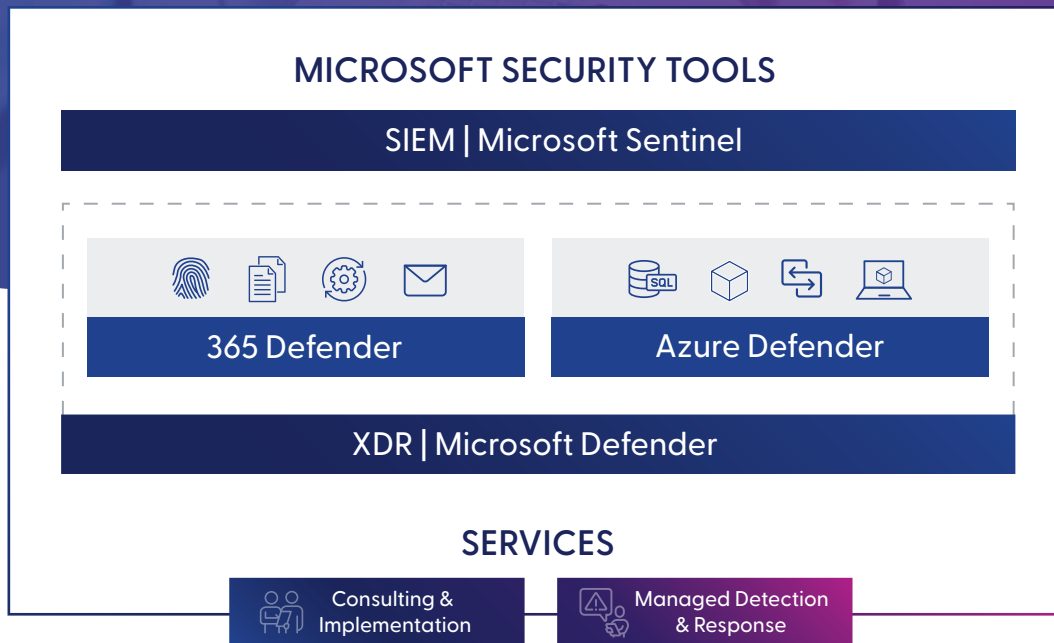 MICROSOFT SECURITY TOOLS
SIEM | Microsoft Sentinel
SQL
365 Defender
Azure Defender
XDR | Microsoft Defender
SERVICES
Consulting &
Implementation
Managed Detection
& Response